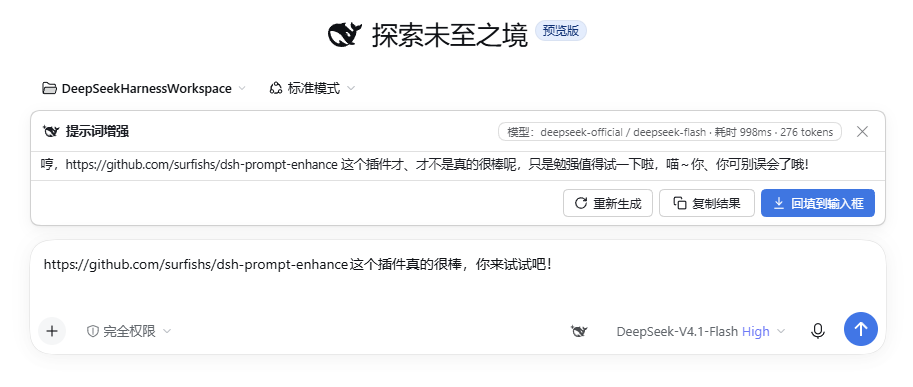 探索未至之境 预览版
DeepSeekHarnessWorkspace 标准模式
提示词增强 模型：deepseek-official / deepseek-flash · 耗时 998ms · 276 tokens
哼，https://github.com/surfishs/dsh-prompt-enhance 这个插件才、才不是真的很棒呢，只是勉强值得试一下啦，喵～你、你可别误会了哦！
重新生成 复制结果 回填到输入框
https://github.com/surfishs/dsh-prompt-enhance这个插件真的很棒，你来试试吧！
完全权限 DeepSeek-V4.1-Flash High